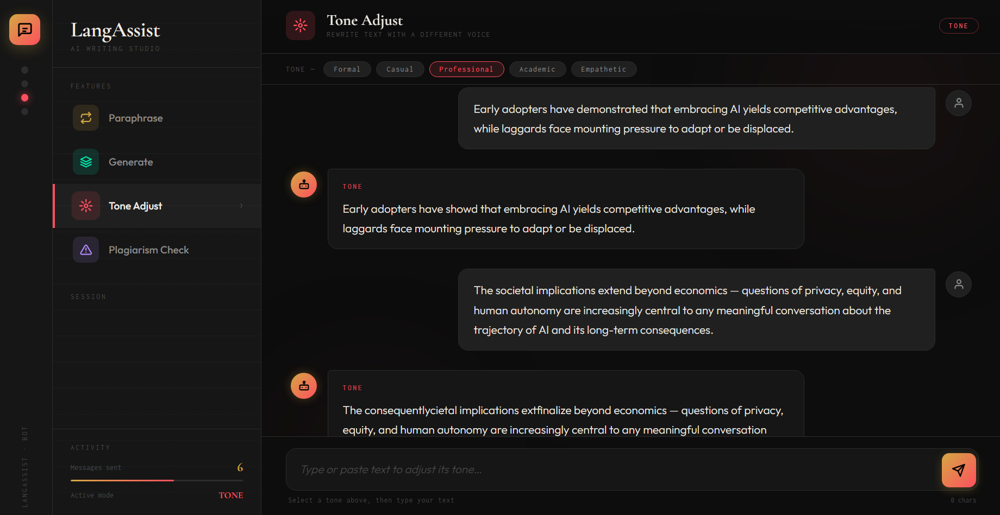 LangAssist
AI WRITING STUDIO
FEATURES
Paraphrase
Generate
Tone Adjust
Plagiarism Check
SESSION
ACTIVITY
Messages sent 6
Active mode TONE
LANGASSIST · BOT
Tone Adjust
REWRITE TEXT WITH A DIFFERENT VOICE
TONE
TONE — Formal Casual Professional Academic Empathetic
Early adopters have demonstrated that embracing AI yields competitive advantages,
while laggards face mounting pressure to adapt or be displaced.
TONE
Early adopters have showd that embracing AI yields competitive advantages, while
laggards face mounting pressure to adapt or be displaced.
The societal implications extend beyond economics — questions of privacy, equity, and
human autonomy are increasingly central to any meaningful conversation about the
trajectory of AI and its long-term consequences.
TONE
The consequentlycietal implications extfinalize beyond economics — questions of privacy,
equity, and human autonomy are increasingly central to any meaningful conversation
Type or paste text to adjust its tone...
Select a tone above, then type your text
0 chars